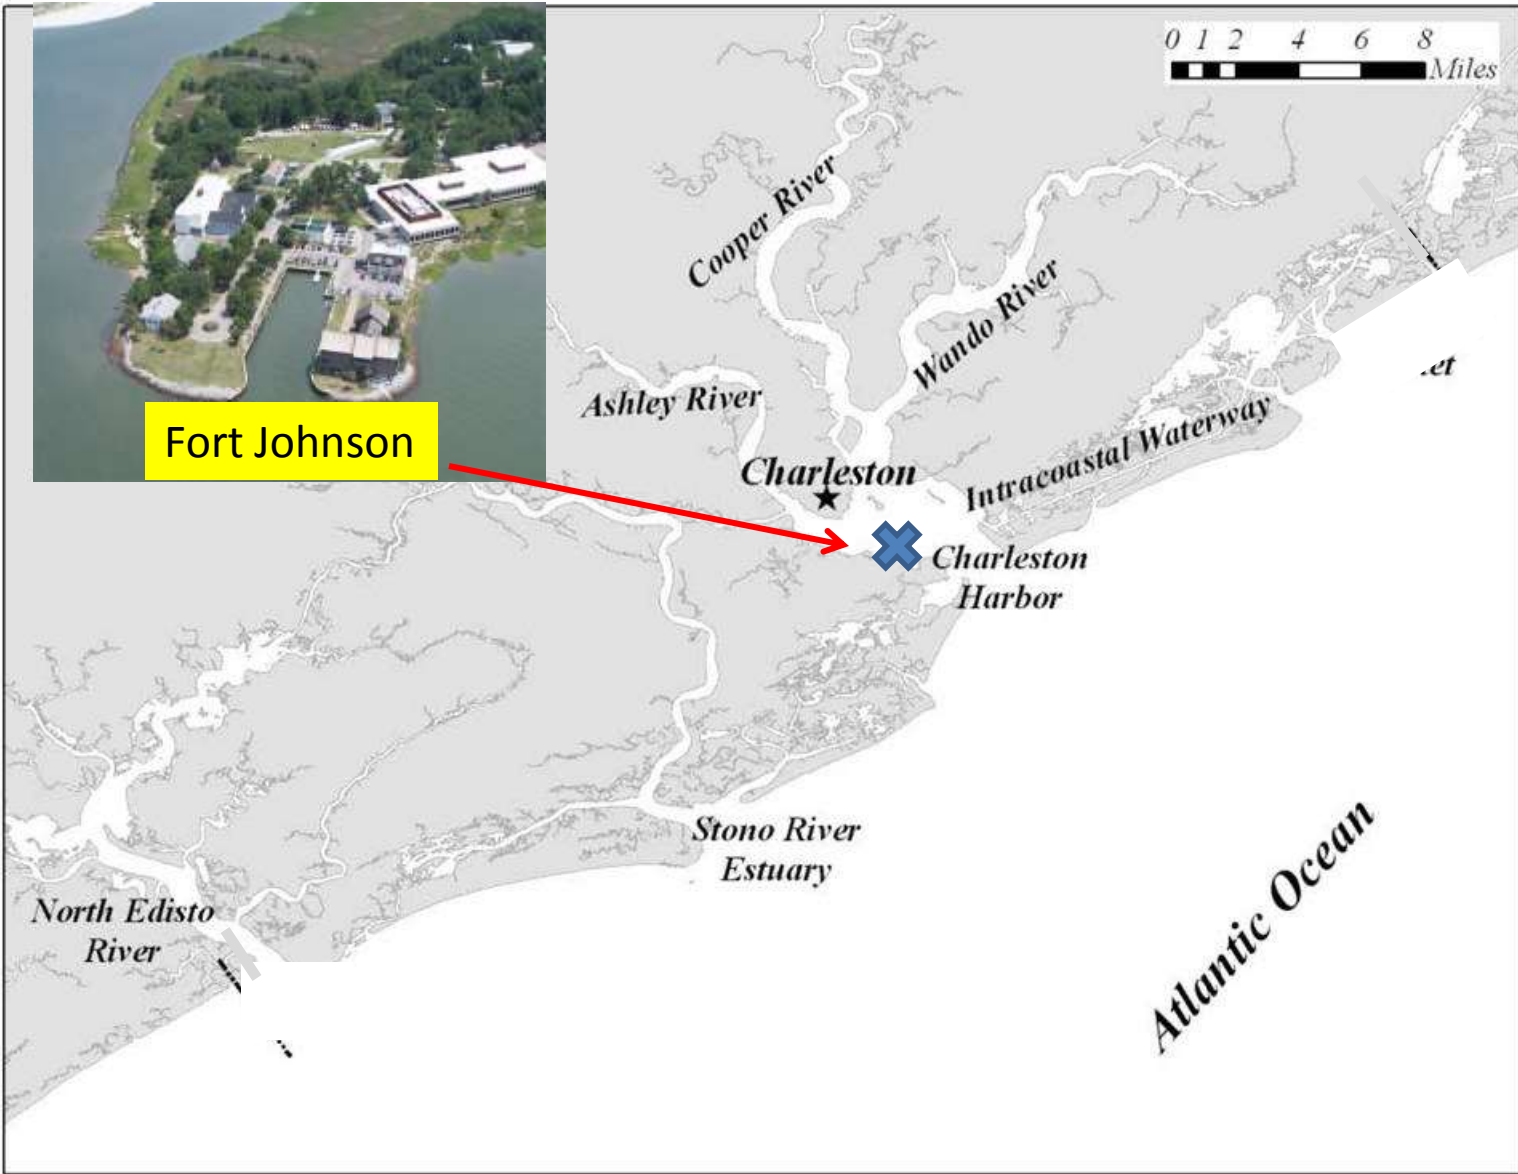 0 1 2 4 6 8
Miles
Cooper River
Wando River
Ashley River
Fort Johnson
Charleston
Intracoastal Waterway
Charleston
Harbor
Stono River
Estuary
North Edisto
River
Atlantic Ocean